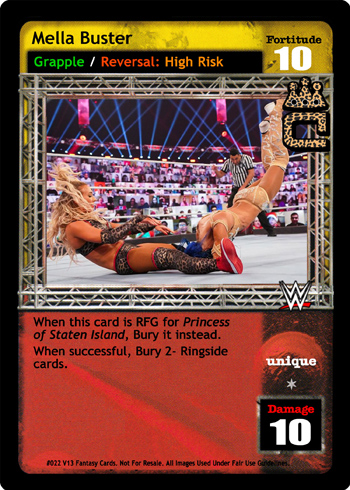 Mella Buster
Fortitude
10
Grapple / Reversal: High Risk
When this card is RFG for Princess
of Staten Island, Bury it instead.
When successful, Bury 2- Ringside
cards.
unique
Damage
10
#022 V13 Fantasy Cards. Not For Resale. All Images Used Under Fair Use Guidelines.